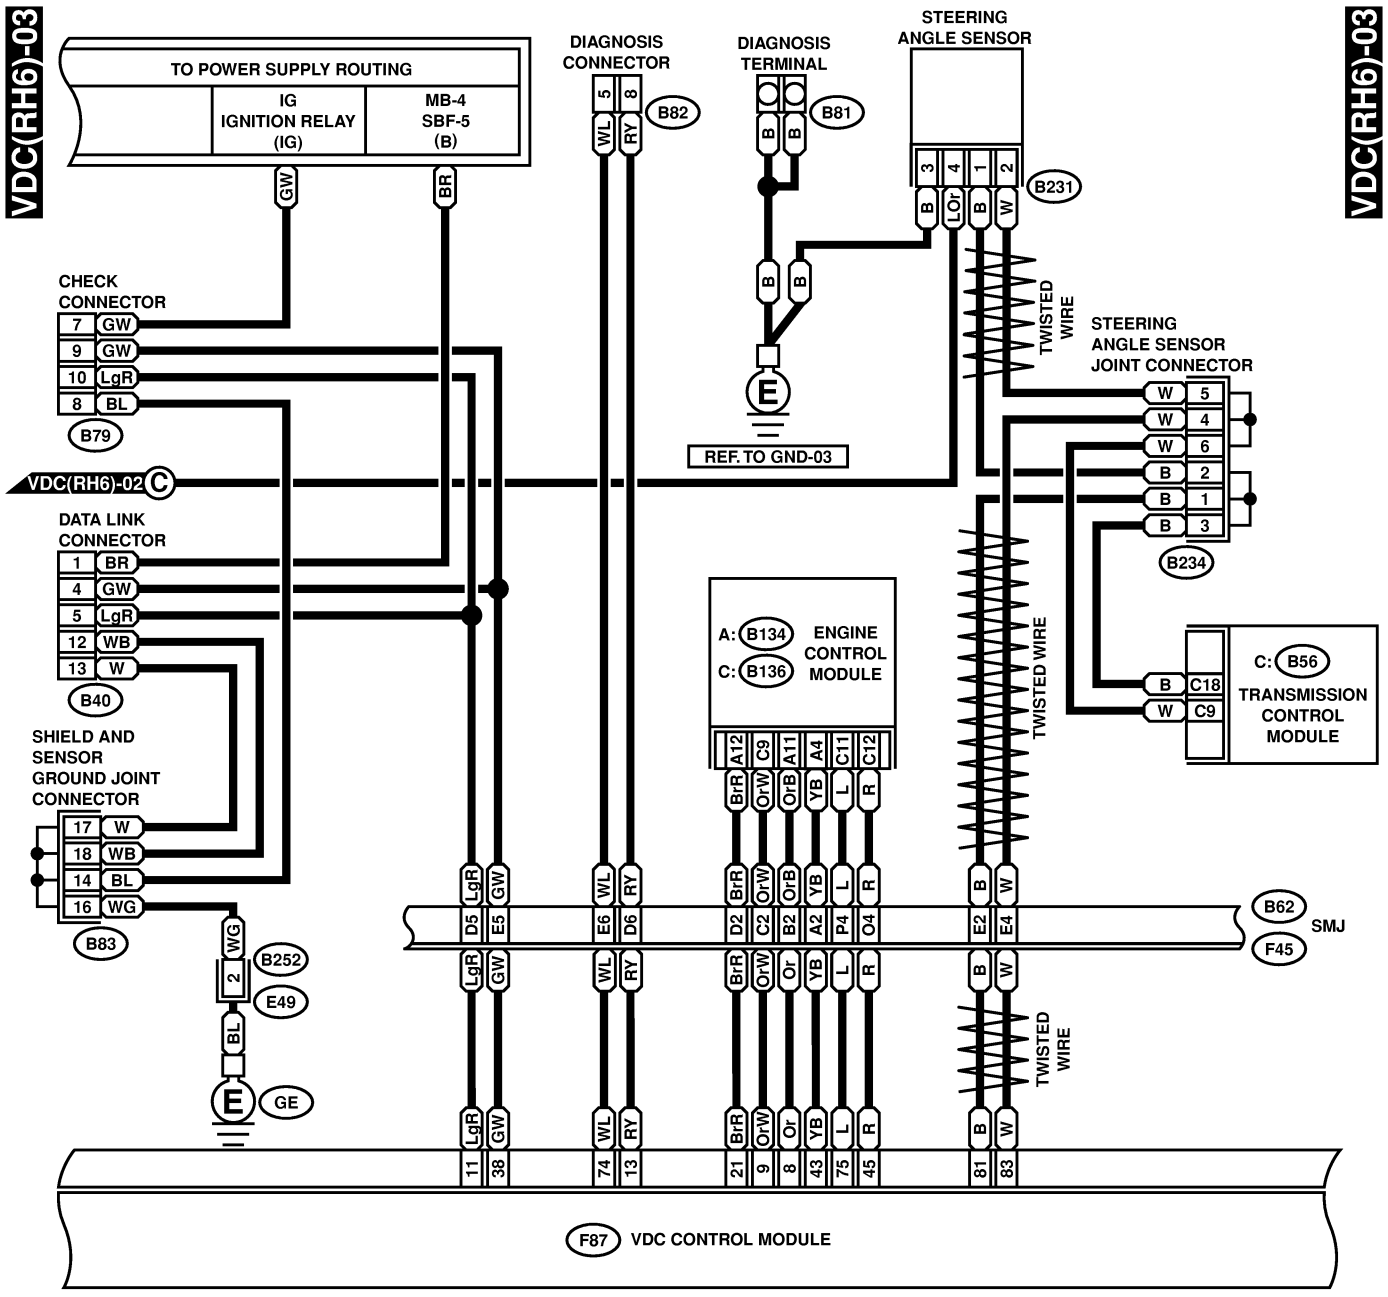 VDC(RH6)-03
VDC(RH6)-03
TO POWER SUPPLY ROUTING
IG
IGNITION RELAY
(IG)
MB-4
SBF-5
(B)
GW
BR
DIAGNOSIS
CONNECTOR
5
8
B82
WL
RY
DIAGNOSIS
TERMINAL
B81
B
B
B
B
E
REF. TO GND-03
STEERING
ANGLE SENSOR
3
4
1
2
B231
B
LOr
B
W
TWISTED
WIRE
CHECK
CONNECTOR
7 GW
9 GW
10 LgR
8 BL
B79
VDC(RH6)-02 C
DATA LINK
CONNECTOR
1 BR
4 GW
5 LgR
12 WB
13 W
B40
SHIELD AND
SENSOR
GROUND JOINT
CONNECTOR
17 W
18 WB
14 BL
16 WG
B83
WG
2
B252
E49
BL
E
GE
STEERING
ANGLE SENSOR
JOINT CONNECTOR
W 5
W 4
W 6
B 2
B 1
B 3
B234
TWISTED WIRE
C: B56
TRANSMISSION
CONTROL
MODULE
B C18
W C9
A: B134
C: B136
ENGINE
CONTROL
MODULE
A12
C9
A11
A4
C11
C12
BrR
OrW
OrB
YB
L
R
LgR
GW
WL
RY
BrR
OrW
OrB
YB
L
R
B
W
D5
E5
E6
D6
D2
C2
B2
A2
P4
O4
E2
E4
B62
SMJ
F45
LgR
GW
WL
RY
BrR
OrW
Or
YB
L
R
B
W
TWISTED
WIRE
LgR
GW
WL
RY
BrR
OrW
Or
YB
L
R
B
W
11
38
74
13
21
9
8
43
75
45
81
83
F87 VDC CONTROL MODULE